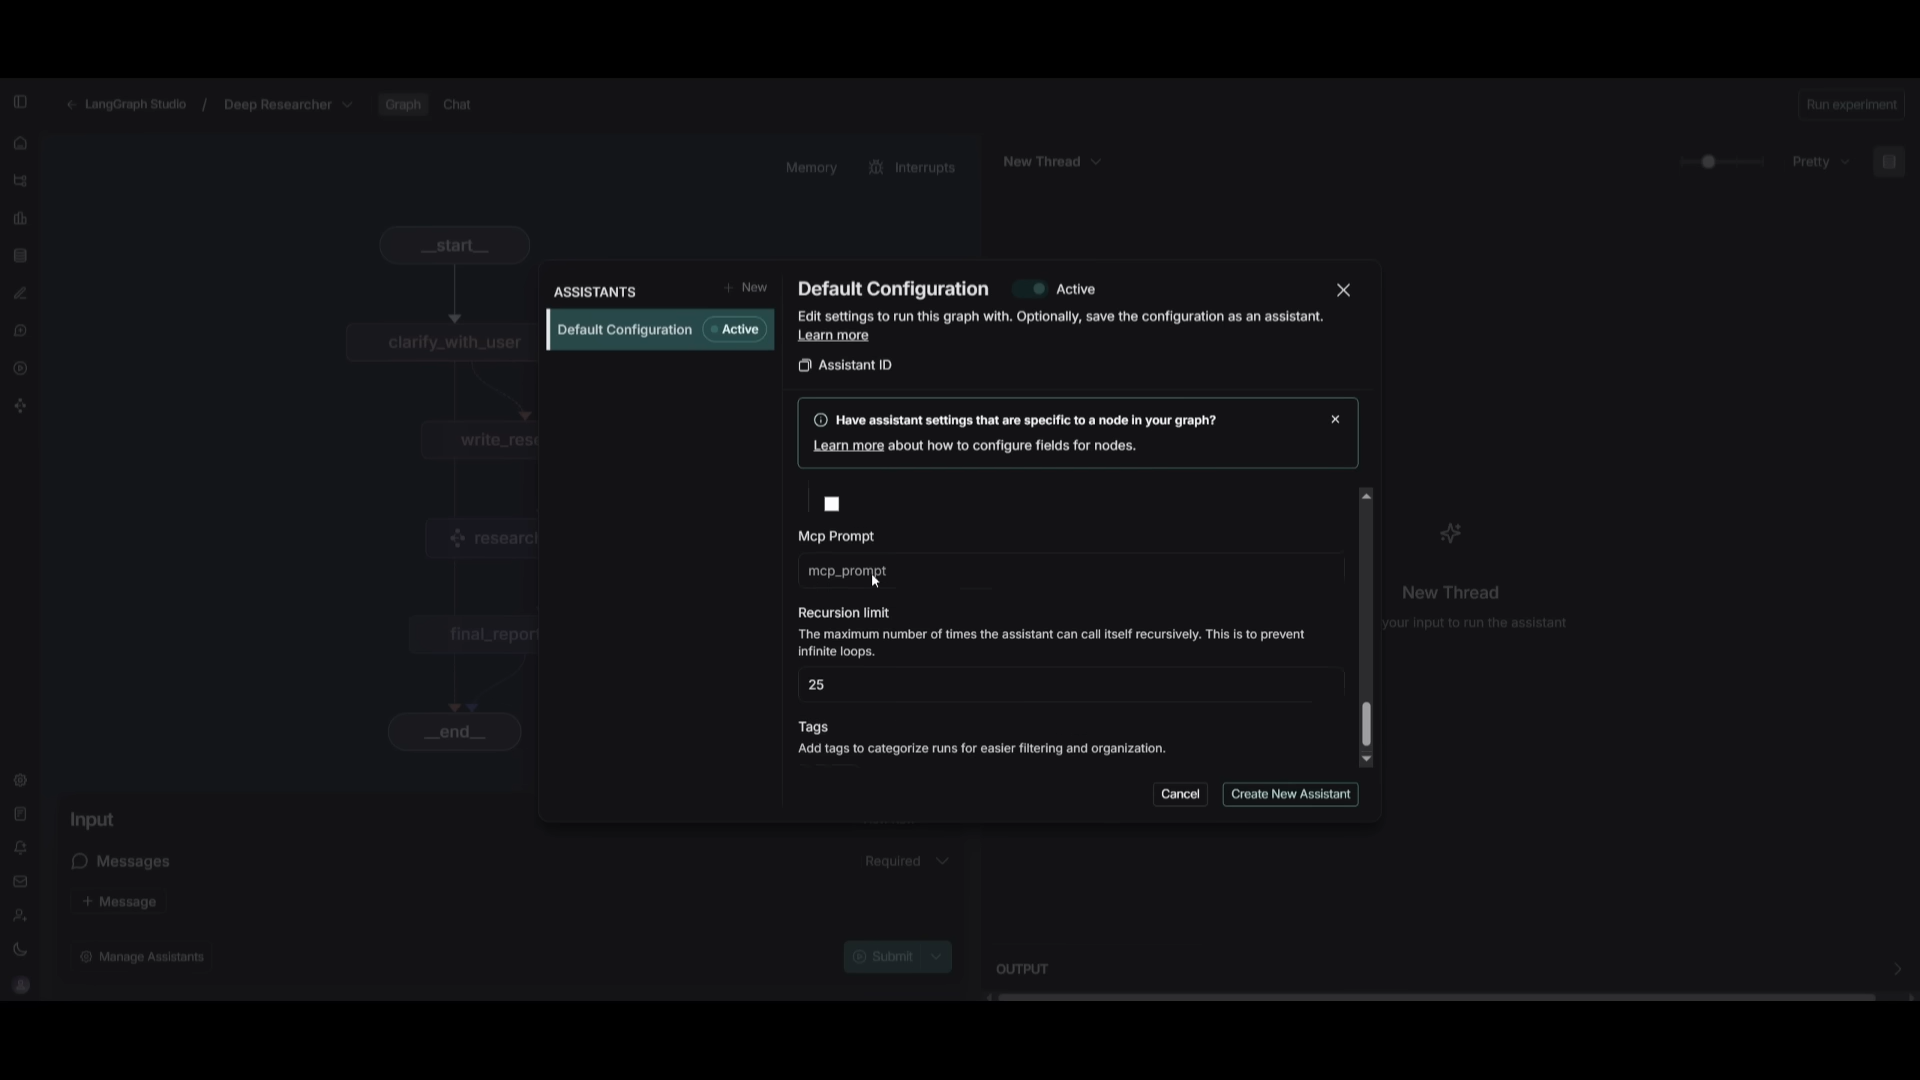 LangGraph Studio / Deep Researcher
Graph
Chat
Run experiment
Memory
Interrupts
New Thread
Pretty
__start__
clarify_with_user
write_rese
research
final_report
__end__
ASSISTANTS
+ New
Default Configuration
Active
Default Configuration
Active
Edit settings to run this graph with. Optionally, save the configuration as an assistant.
Learn more
Assistant ID
Have assistant settings that are specific to a node in your graph?
Learn more about how to configure fields for nodes.
Mcp Prompt
mcp_prompt
Recursion limit
The maximum number of times the assistant can call itself recursively. This is to prevent
infinite loops.
25
Tags
Add tags to categorize runs for easier filtering and organization.
Cancel
Create New Assistant
New Thread
your input to run the assistant
Input
Messages
Required
+ Message
Manage Assistants
Submit
OUTPUT